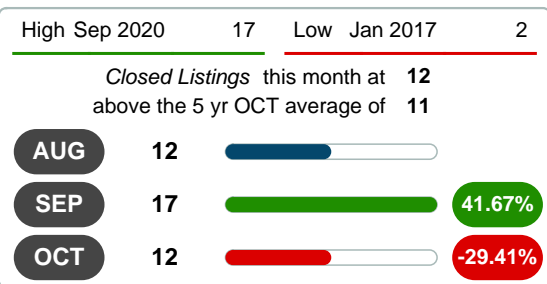 High Sep 2020 17 Low Jan 2017 2
Closed Listings this month at 12
above the 5 yr OCT average of 11
AUG 12
SEP 17 41.67%
OCT 12 -29.41%